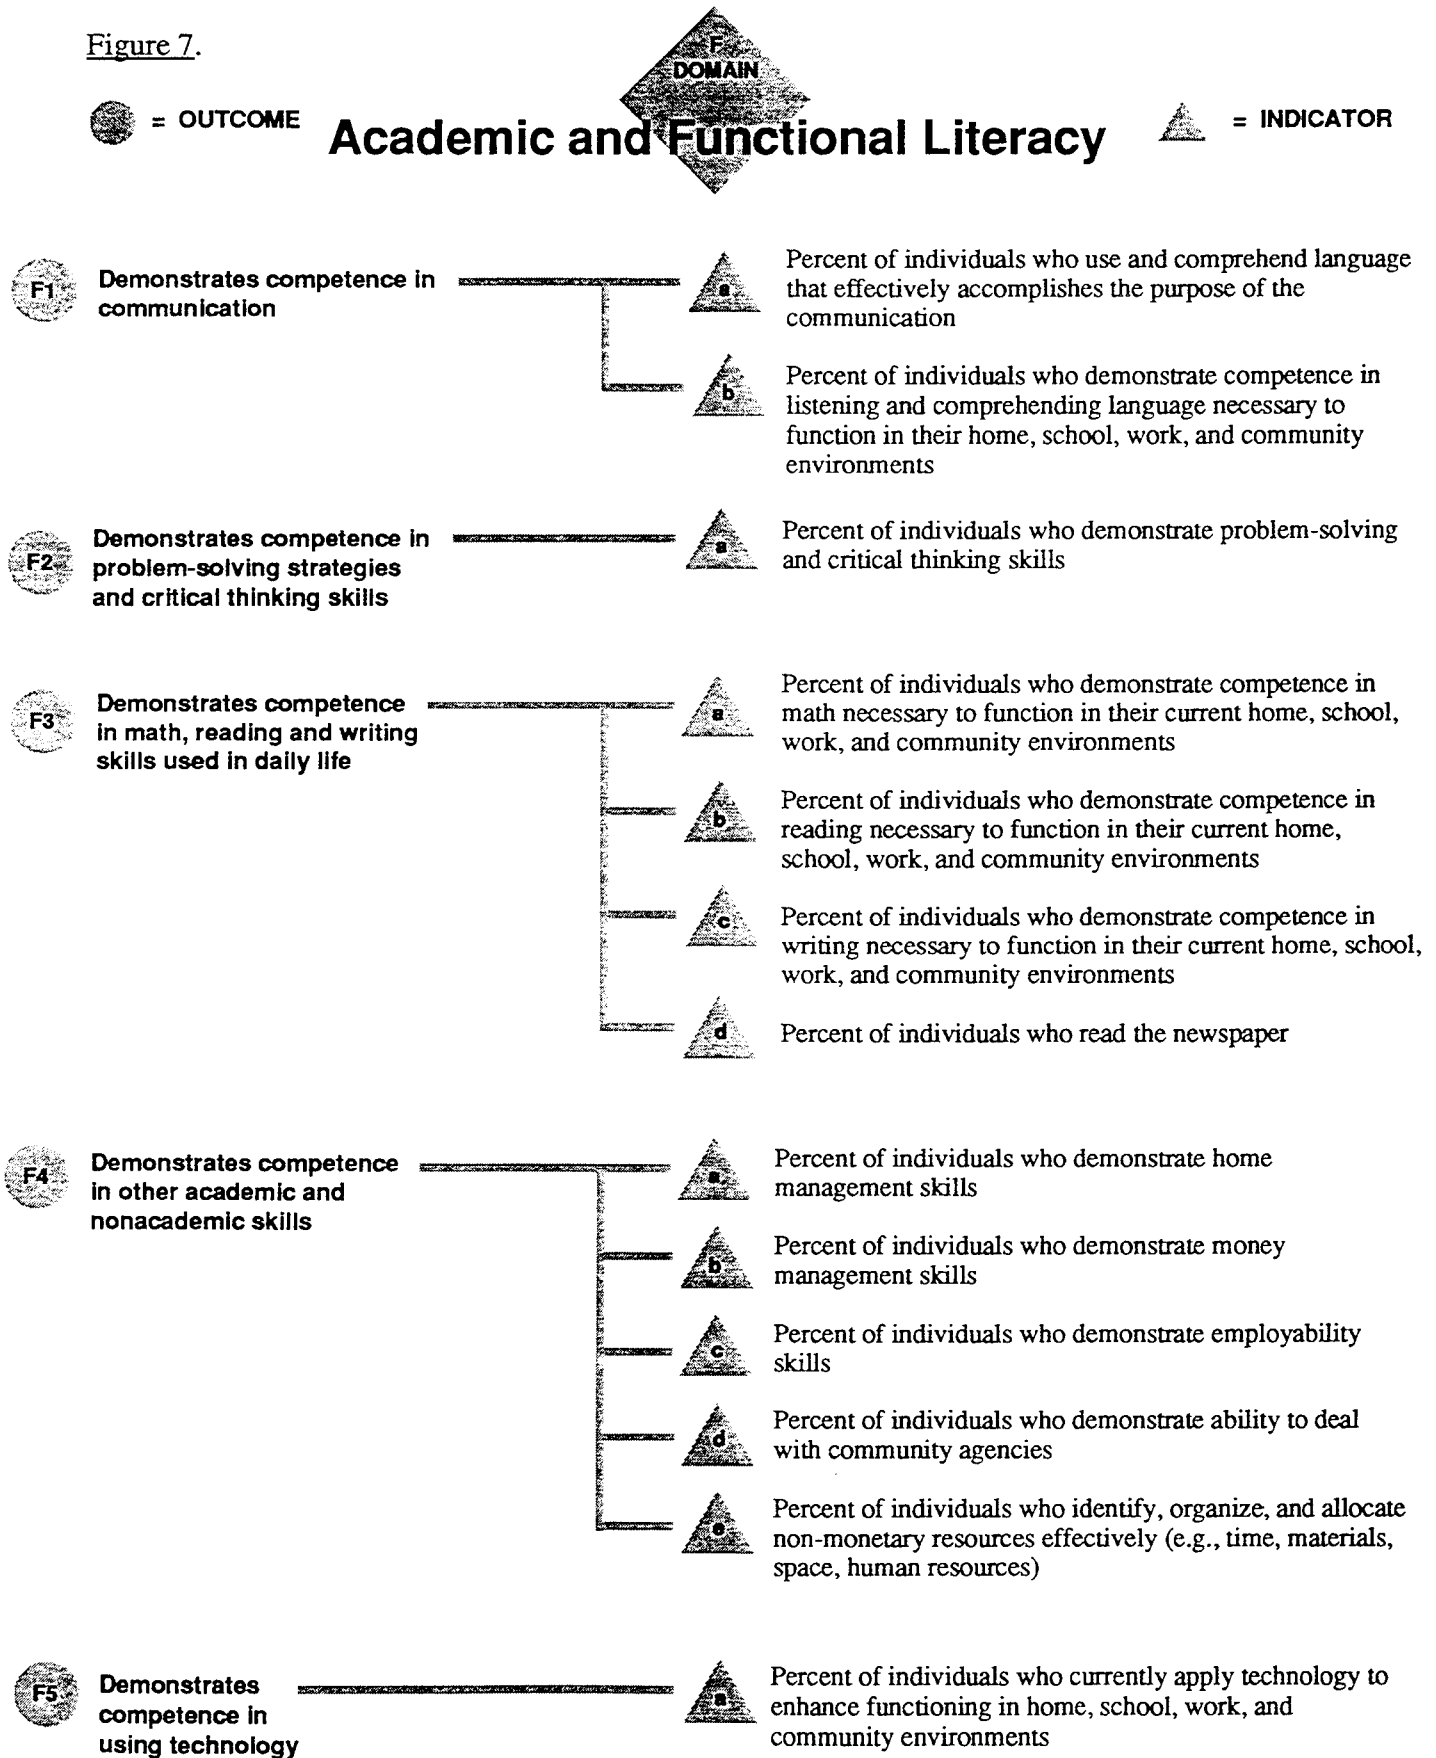 Figure 7.
F
DOMAIN
= OUTCOME
Academic and Functional Literacy
= INDICATOR
F1
Demonstrates competence in
communication
a
Percent of individuals who use and comprehend language
that effectively accomplishes the purpose of the
communication
b
Percent of individuals who demonstrate competence in
listening and comprehending language necessary to
function in their home, school, work, and community
environments
F2
Demonstrates competence in
problem-solving strategies
and critical thinking skills
a
Percent of individuals who demonstrate problem-solving
and critical thinking skills
F3
Demonstrates competence
in math, reading and writing
skills used in daily life
a
Percent of individuals who demonstrate competence in
math necessary to function in their current home, school,
work, and community environments
b
Percent of individuals who demonstrate competence in
reading necessary to function in their current home,
school, work, and community environments
c
Percent of individuals who demonstrate competence in
writing necessary to function in their current home, school,
work, and community environments
d
Percent of individuals who read the newspaper
F4
Demonstrates competence
in other academic and
nonacademic skills
a
Percent of individuals who demonstrate home
management skills
b
Percent of individuals who demonstrate money
management skills
c
Percent of individuals who demonstrate employability
skills
d
Percent of individuals who demonstrate ability to deal
with community agencies
e
Percent of individuals who identify, organize, and allocate
non-monetary resources effectively (e.g., time, materials,
space, human resources)
F5
Demonstrates
competence in
using technology
a
Percent of individuals who currently apply technology to
enhance functioning in home, school, work, and
community environments